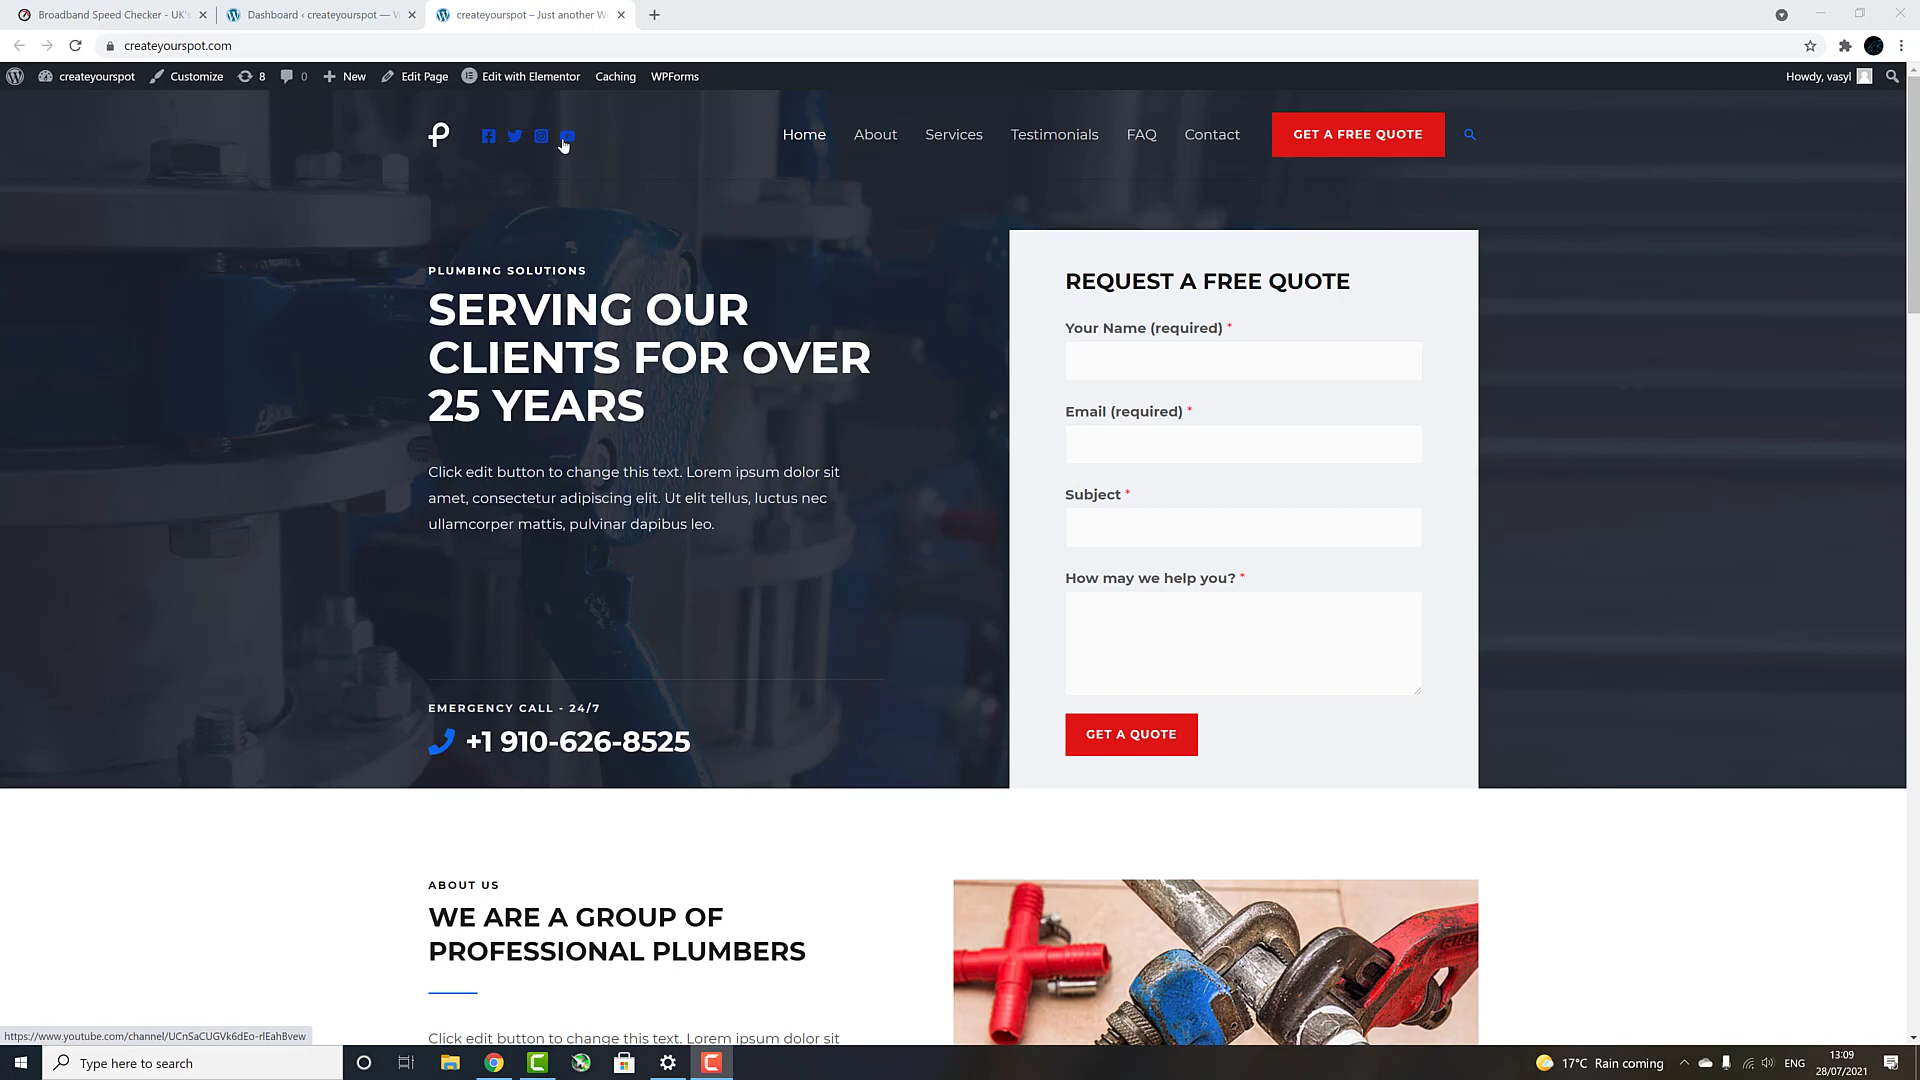 Broadband Speed Checker - UK's
Dashboard ‹ createyourspot — W
createyourspot – Just another Wo
createyourspot.com
createyourspot
Customize
8
0
New
Edit Page
Edit with Elementor
Caching
WPForms
Howdy, vasyl
Home
About
Services
Testimonials
FAQ
Contact
GET A FREE QUOTE
PLUMBING SOLUTIONS
SERVING OUR
CLIENTS FOR OVER
25 YEARS
Click edit button to change this text. Lorem ipsum dolor sit
amet, consectetur adipiscing elit. Ut elit tellus, luctus nec
ullamcorper mattis, pulvinar dapibus leo.
EMERGENCY CALL - 24/7
+1 910-626-8525
REQUEST A FREE QUOTE
Your Name (required) *
Email (required) *
Subject *
How may we help you? *
GET A QUOTE
ABOUT US
WE ARE A GROUP OF
PROFESSIONAL PLUMBERS
Click edit button to change this text. Lorem ipsum dolor sit
https://www.youtube.com/channel/UCnSaCUGVk6dEo-rlEahBvew
Type here to search
17°C Rain coming
ENG
13:09
28/07/2021